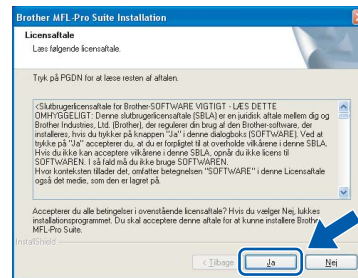 Brother MFL-Pro Suite Installation
Licensaftale
Læs følgende licensaftale.
Tryk på PGDN for at læse resten af aftalen.
<Slutbrugerlicensaftale for Brother-SOFTWARE VIGTIGT - LÆS DETTE
OMHYGGELIGT: Denne slutbrugerlicensaftale (SBLA) er en juridisk aftale mellem dig og
Brother Industries, Ltd. (Brother), der regulerer din brug af den Brother-software, der
installeres, hvis du trykker på knappen "Ja" i denne dialogboks (SOFTWARE). Ved at
trykke på "Ja" accepterer du, at du er forpligtet til at overholde vilkårene i denne SBLA.
Hvis du ikke kan acceptere vilkårene i denne SBLA, opnår du ikke licens til
SOFTWAREN. I så fald må du ikke bruge SOFTWAREN.
Hvor konteksten tillader det, omfatter betegnelsen "SOFTWARE" i denne Licensaftale
også det medie, som den er lagret på.
Accepterer du alle betingelser i ovenstående licensaftale? Hvis du vælger Nej, lukkes
installationsprogrammet. Du skal acceptere denne aftale for at kunne installere Brother
MFL-Pro Suite.
InstallShield
< Tilbage Ja Nej